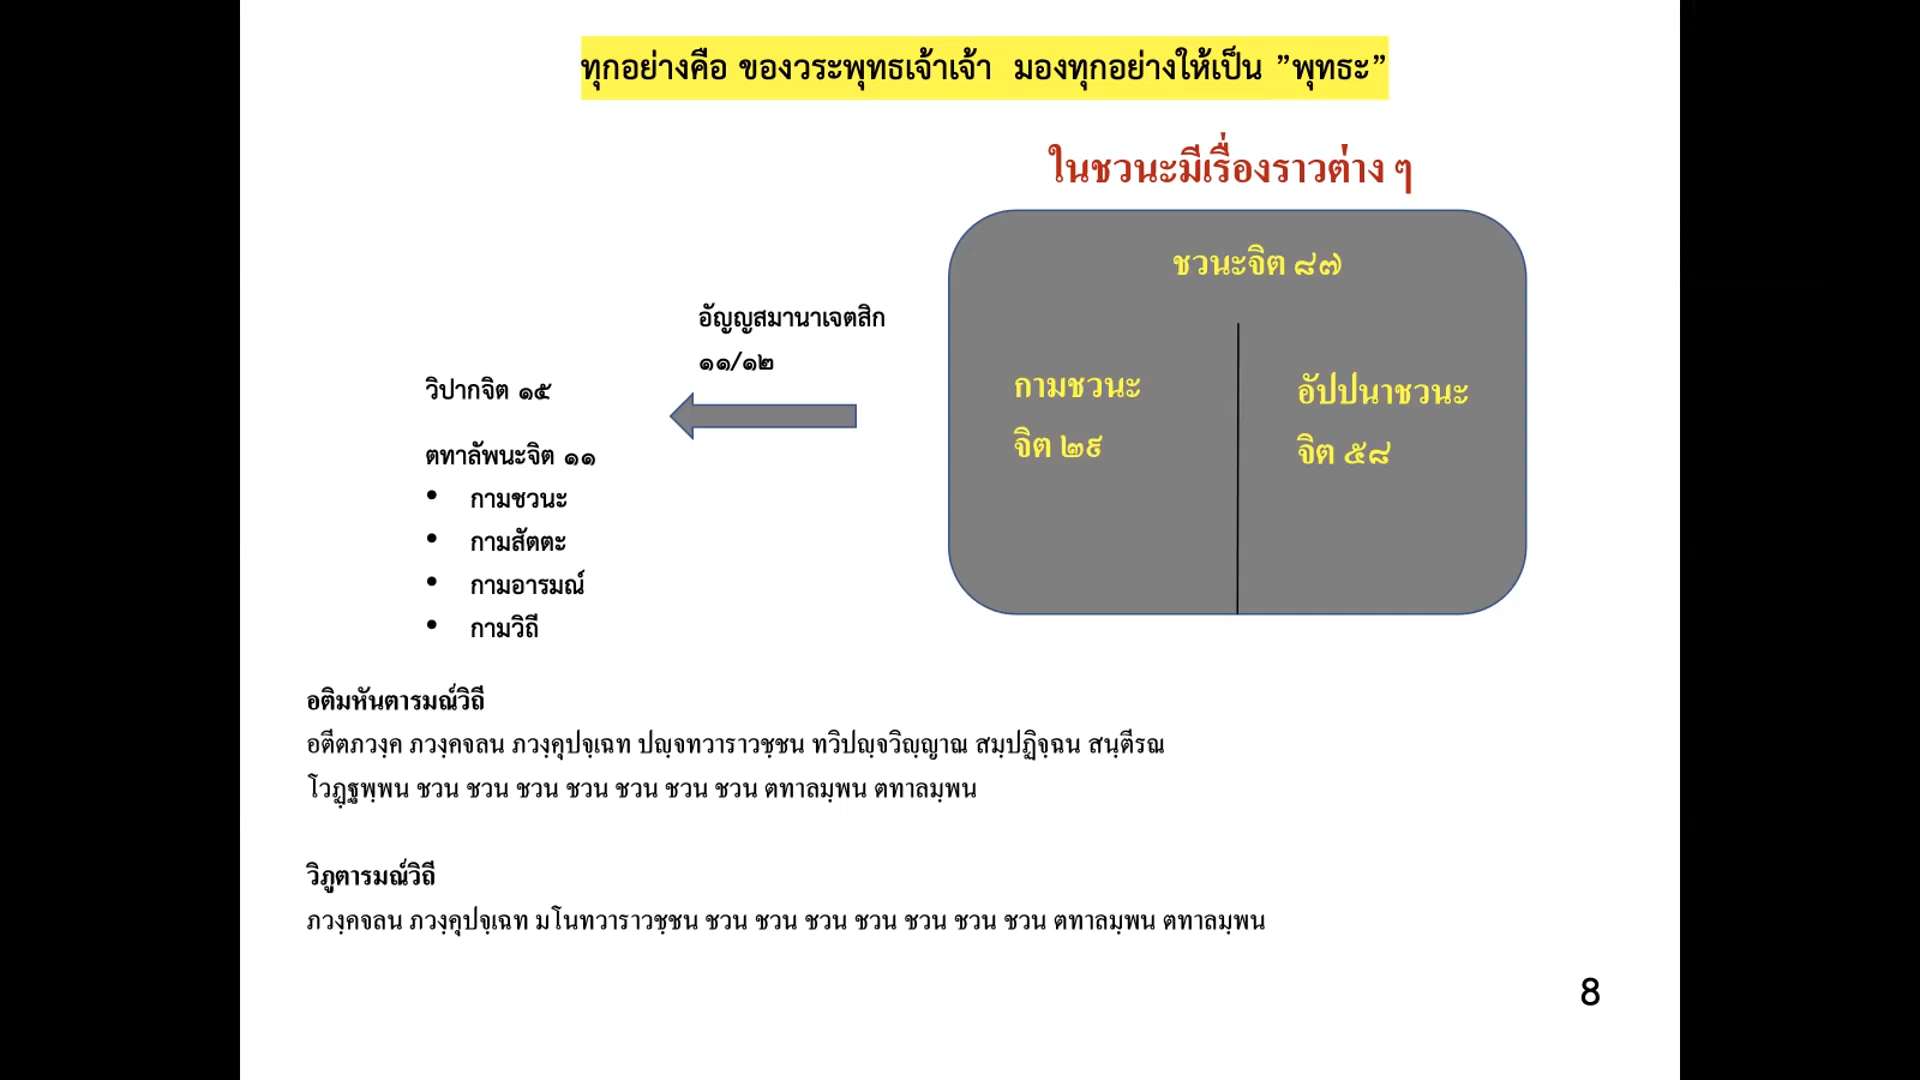 ทุกอย่างคือ ของวระพุทธเจ้าเจ้า มองทุกอย่างให้เป็น ”พุทธะ”
ในชวนะมีเรื่องราวต่าง ๆ
ชวนะจิต ๘๗
อัญญสมานาเจตสิก
๑๑/๑๒
กามชวนะ
จิต ๒๙
อัปปนาชวนะ
จิต ๕๘
วิปากจิต ๑๕
ตทาลัพนะจิต ๑๑
• กามชวนะ
• กามสัตตะ
• กามอารมณ์
• กามวิถี
อติมหันตารมณ์วิถี
อตีตภวงฺค ภวงฺคจลน ภวงฺคุปจฺเฉท ปญฺจทวาราวชฺชน ทวิปญฺจวิญฺญาณ สมฺปฏิจฺฉน สนฺตีรณ
โวฏฺฐพฺพน ชวน ชวน ชวน ชวน ชวน ชวน ชวน ตทาลมฺพน ตทาลมฺพน
วิภูตารมณ์วิถี
ภวงฺคจลน ภวงฺคุปจฺเฉท มโนทวาราวชฺชน ชวน ชวน ชวน ชวน ชวน ชวน ชวน ตทาลมฺพน ตทาลมฺพน
8